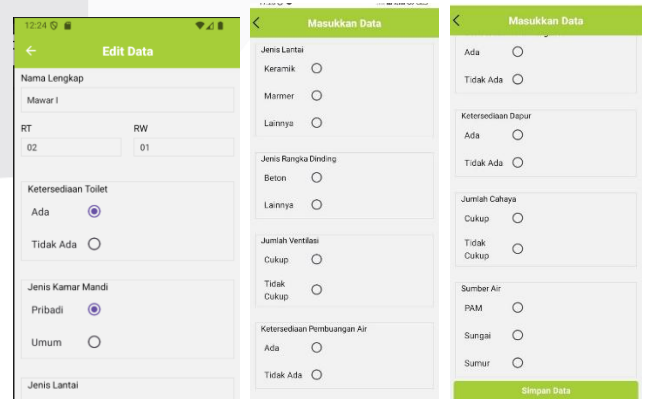 12:24
Edit Data
Nama Lengkap
Mawar I
RT RW
02 01
Ketersediaan Toilet
Ada
Tidak Ada
Jenis Kamar Mandi
Pribadi
Umum
Jenis Lantai
Masukkan Data
Jenis Lantai
Keramik
Marmer
Lainnya
Jenis Rangka Dinding
Beton
Lainnya
Jumlah Ventilasi
Cukup
Tidak
Cukup
Ketersediaan Pembuangan Air
Ada
Tidak Ada
Masukkan Data
Ada
Tidak Ada
Ketersediaan Dapur
Ada
Tidak Ada
Jumlah Cahaya
Cukup
Tidak
Cukup
Sumber Air
PAM
Sungai
Sumur
Simpan Data